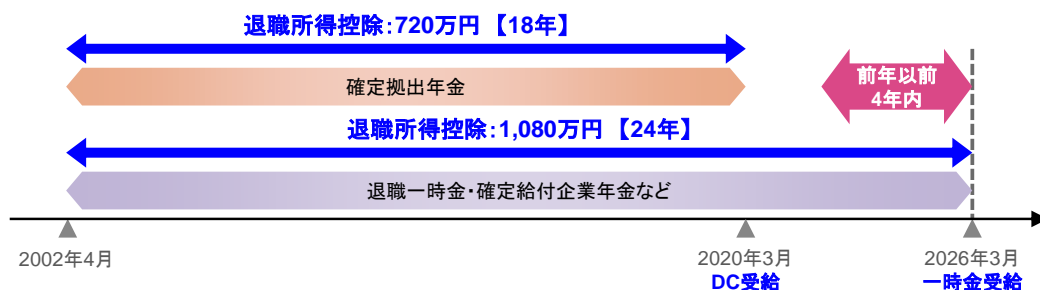 退職所得控除：720万円 【18年】
確定拠出年金
前年以前
4年内
退職所得控除：1,080万円 【24年】
退職一時金・確定給付企業年金など
2002年4月
2020年3月
DC受給
2026年3月
一時金受給